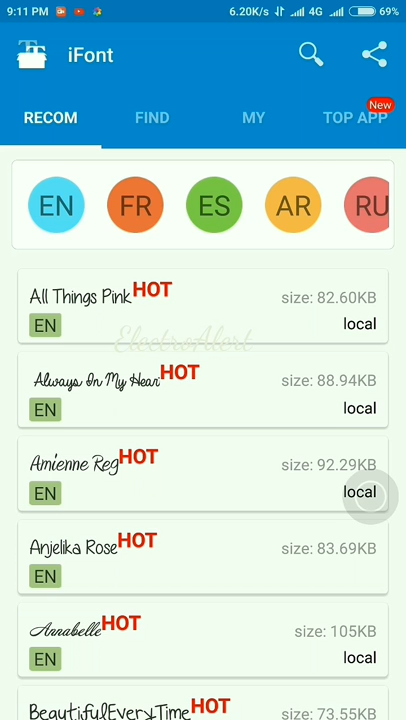 9:11 PM 6.20K/s 4G 69%
iFont
RECOM FIND MY TOP APP New
EN FR ES AR RU
All Things Pink HOT size: 82.60KB
EN local
ElectroAlert
Always In My Hear HOT size: 88.94KB
EN local
Amienne Reg HOT size: 92.29KB
EN local
Anjelika Rose HOT size: 83.69KB
EN
Annabelle HOT size: 105KB
EN local
BeautifulEveryTime HOT size: 73.55KB